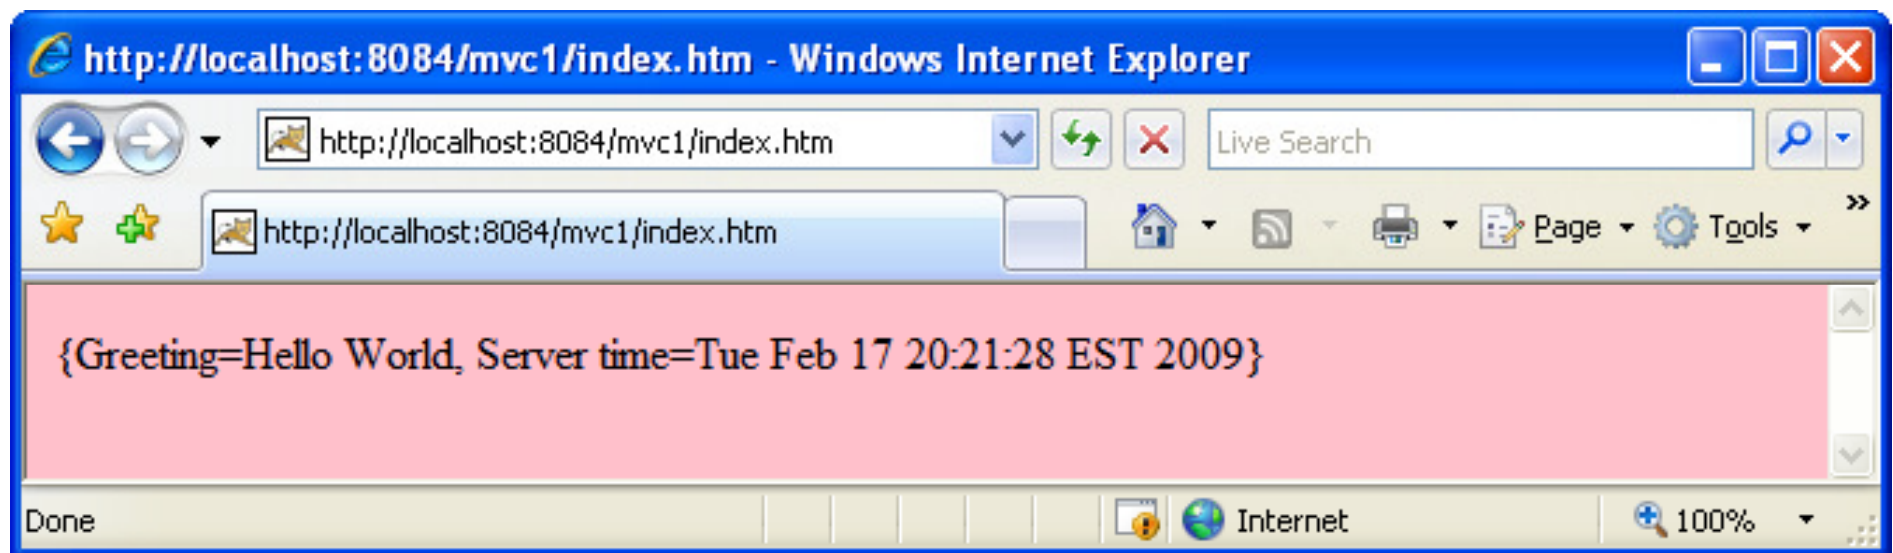 http://localhost:8084/mvc1/index.htm - Windows Internet Explorer
http://localhost:8084/mvc1/index.htm Live Search
http://localhost:8084/mvc1/index.htm Page Tools »
{Greeting=Hello World, Server time=Tue Feb 17 20:21:28 EST 2009}
Done Internet 100%